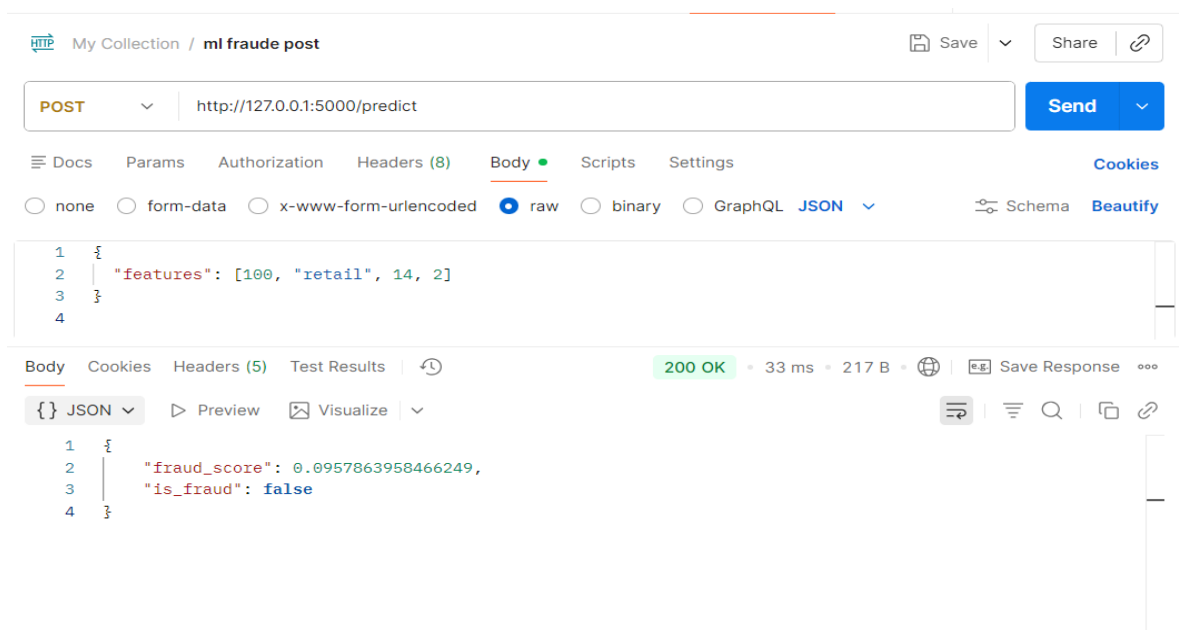 HTTP My Collection / ml fraude post Save Share
POST http://127.0.0.1:5000/predict Send
Docs Params Authorization Headers (8) Body Scripts Settings Cookies
none form-data x-www-form-urlencoded raw binary GraphQL JSON Schema Beautify
1 {
2 "features": [100, "retail", 14, 2]
3 }
4
Body Cookies Headers (5) Test Results 200 OK • 33 ms • 217 B • e.g. Save Response
{} JSON Preview Visualize
1 {
2 "fraud_score": 0.0957863958466249,
3 "is_fraud": false
4 }